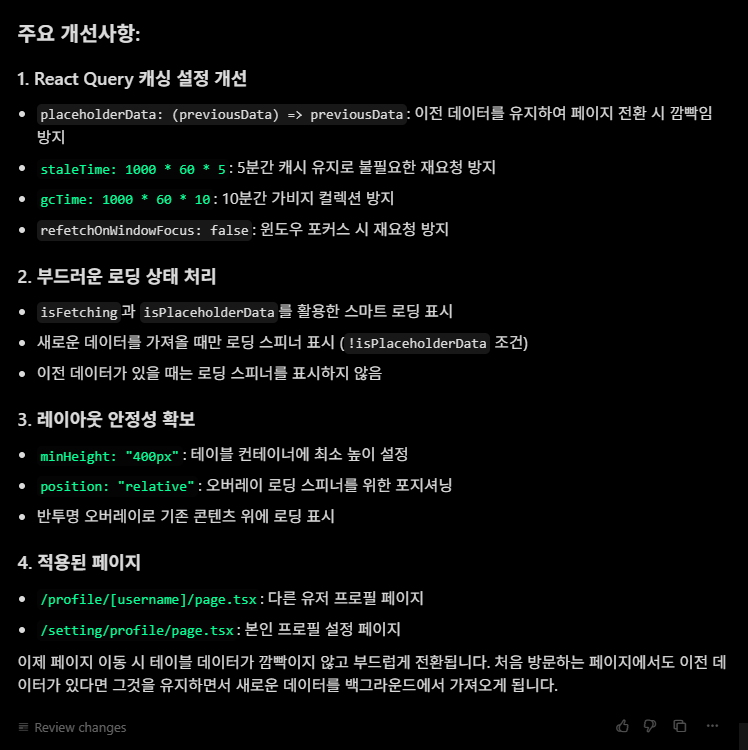 주요 개선사항:
1. React Query 캐싱 설정 개선
placeholderData: (previousData) => previousData: 이전 데이터를 유지하여 페이지 전환 시 깜빡임
방지
staleTime: 1000 * 60 * 5: 5분간 캐시 유지로 불필요한 재요청 방지
gcTime: 1000 * 60 * 10: 10분간 가비지 컬렉션 방지
refetchOnWindowFocus: false: 윈도우 포커스 시 재요청 방지
2. 부드러운 로딩 상태 처리
isFetching과 isPlaceholderData를 활용한 스마트 로딩 표시
새로운 데이터를 가져올 때만 로딩 스피너 표시 (!isPlaceholderData 조건)
이전 데이터가 있을 때는 로딩 스피너를 표시하지 않음
3. 레이아웃 안정성 확보
minHeight: "400px": 테이블 컨테이너에 최소 높이 설정
position: "relative": 오버레이 로딩 스피너를 위한 포지셔닝
반투명 오버레이로 기존 콘텐츠 위에 로딩 표시
4. 적용된 페이지
/profile/[username]/page.tsx: 다른 유저 프로필 페이지
/setting/profile/page.tsx: 본인 프로필 설정 페이지
이제 페이지 이동 시 테이블 데이터가 깜빡이지 않고 부드럽게 전환됩니다. 처음 방문하는 페이지에서도 이전 데
이터가 있다면 그것을 유지하면서 새로운 데이터를 백그라운드에서 가져오게 됩니다.
Review changes